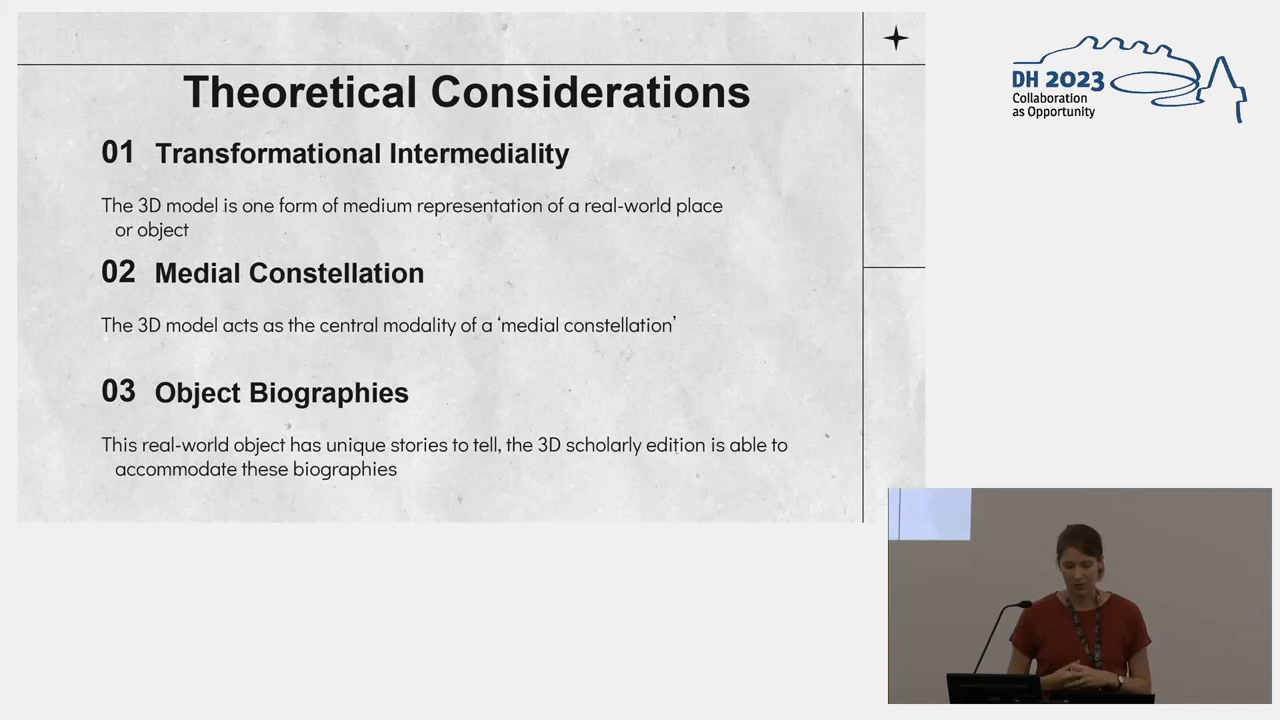 Theoretical Considerations
01 Transformational Intermediality
The 3D model is one form of medium representation of a real-world place
or object
02 Medial Constellation
The 3D model acts as the central modality of a ‘medial constellation’
03 Object Biographies
This real-world object has unique stories to tell, the 3D scholarly edition is able to
accommodate these biographies
DH 2023
Collaboration
as Opportunity